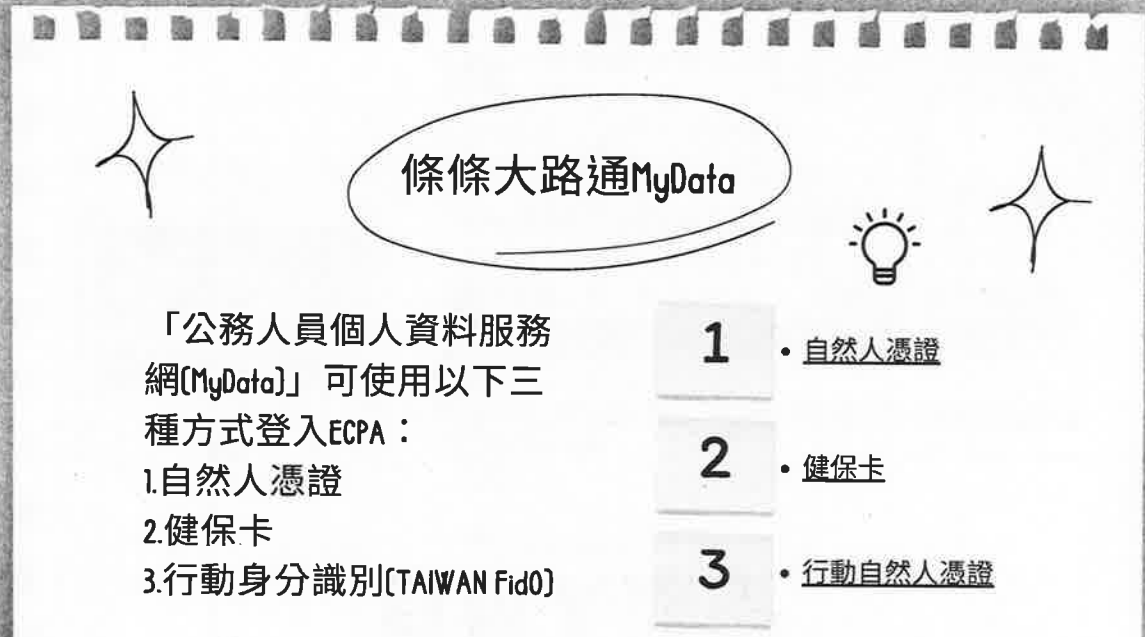 條條大路通MyData
「公務人員個人資料服務
網(MyData)」可使用以下三
種方式登入ECPA：
1.自然人憑證
2.健保卡
3.行動身分識別(TAIWAN FidO)
1
• 自然人憑證
2
• 健保卡
3
• 行動自然人憑證